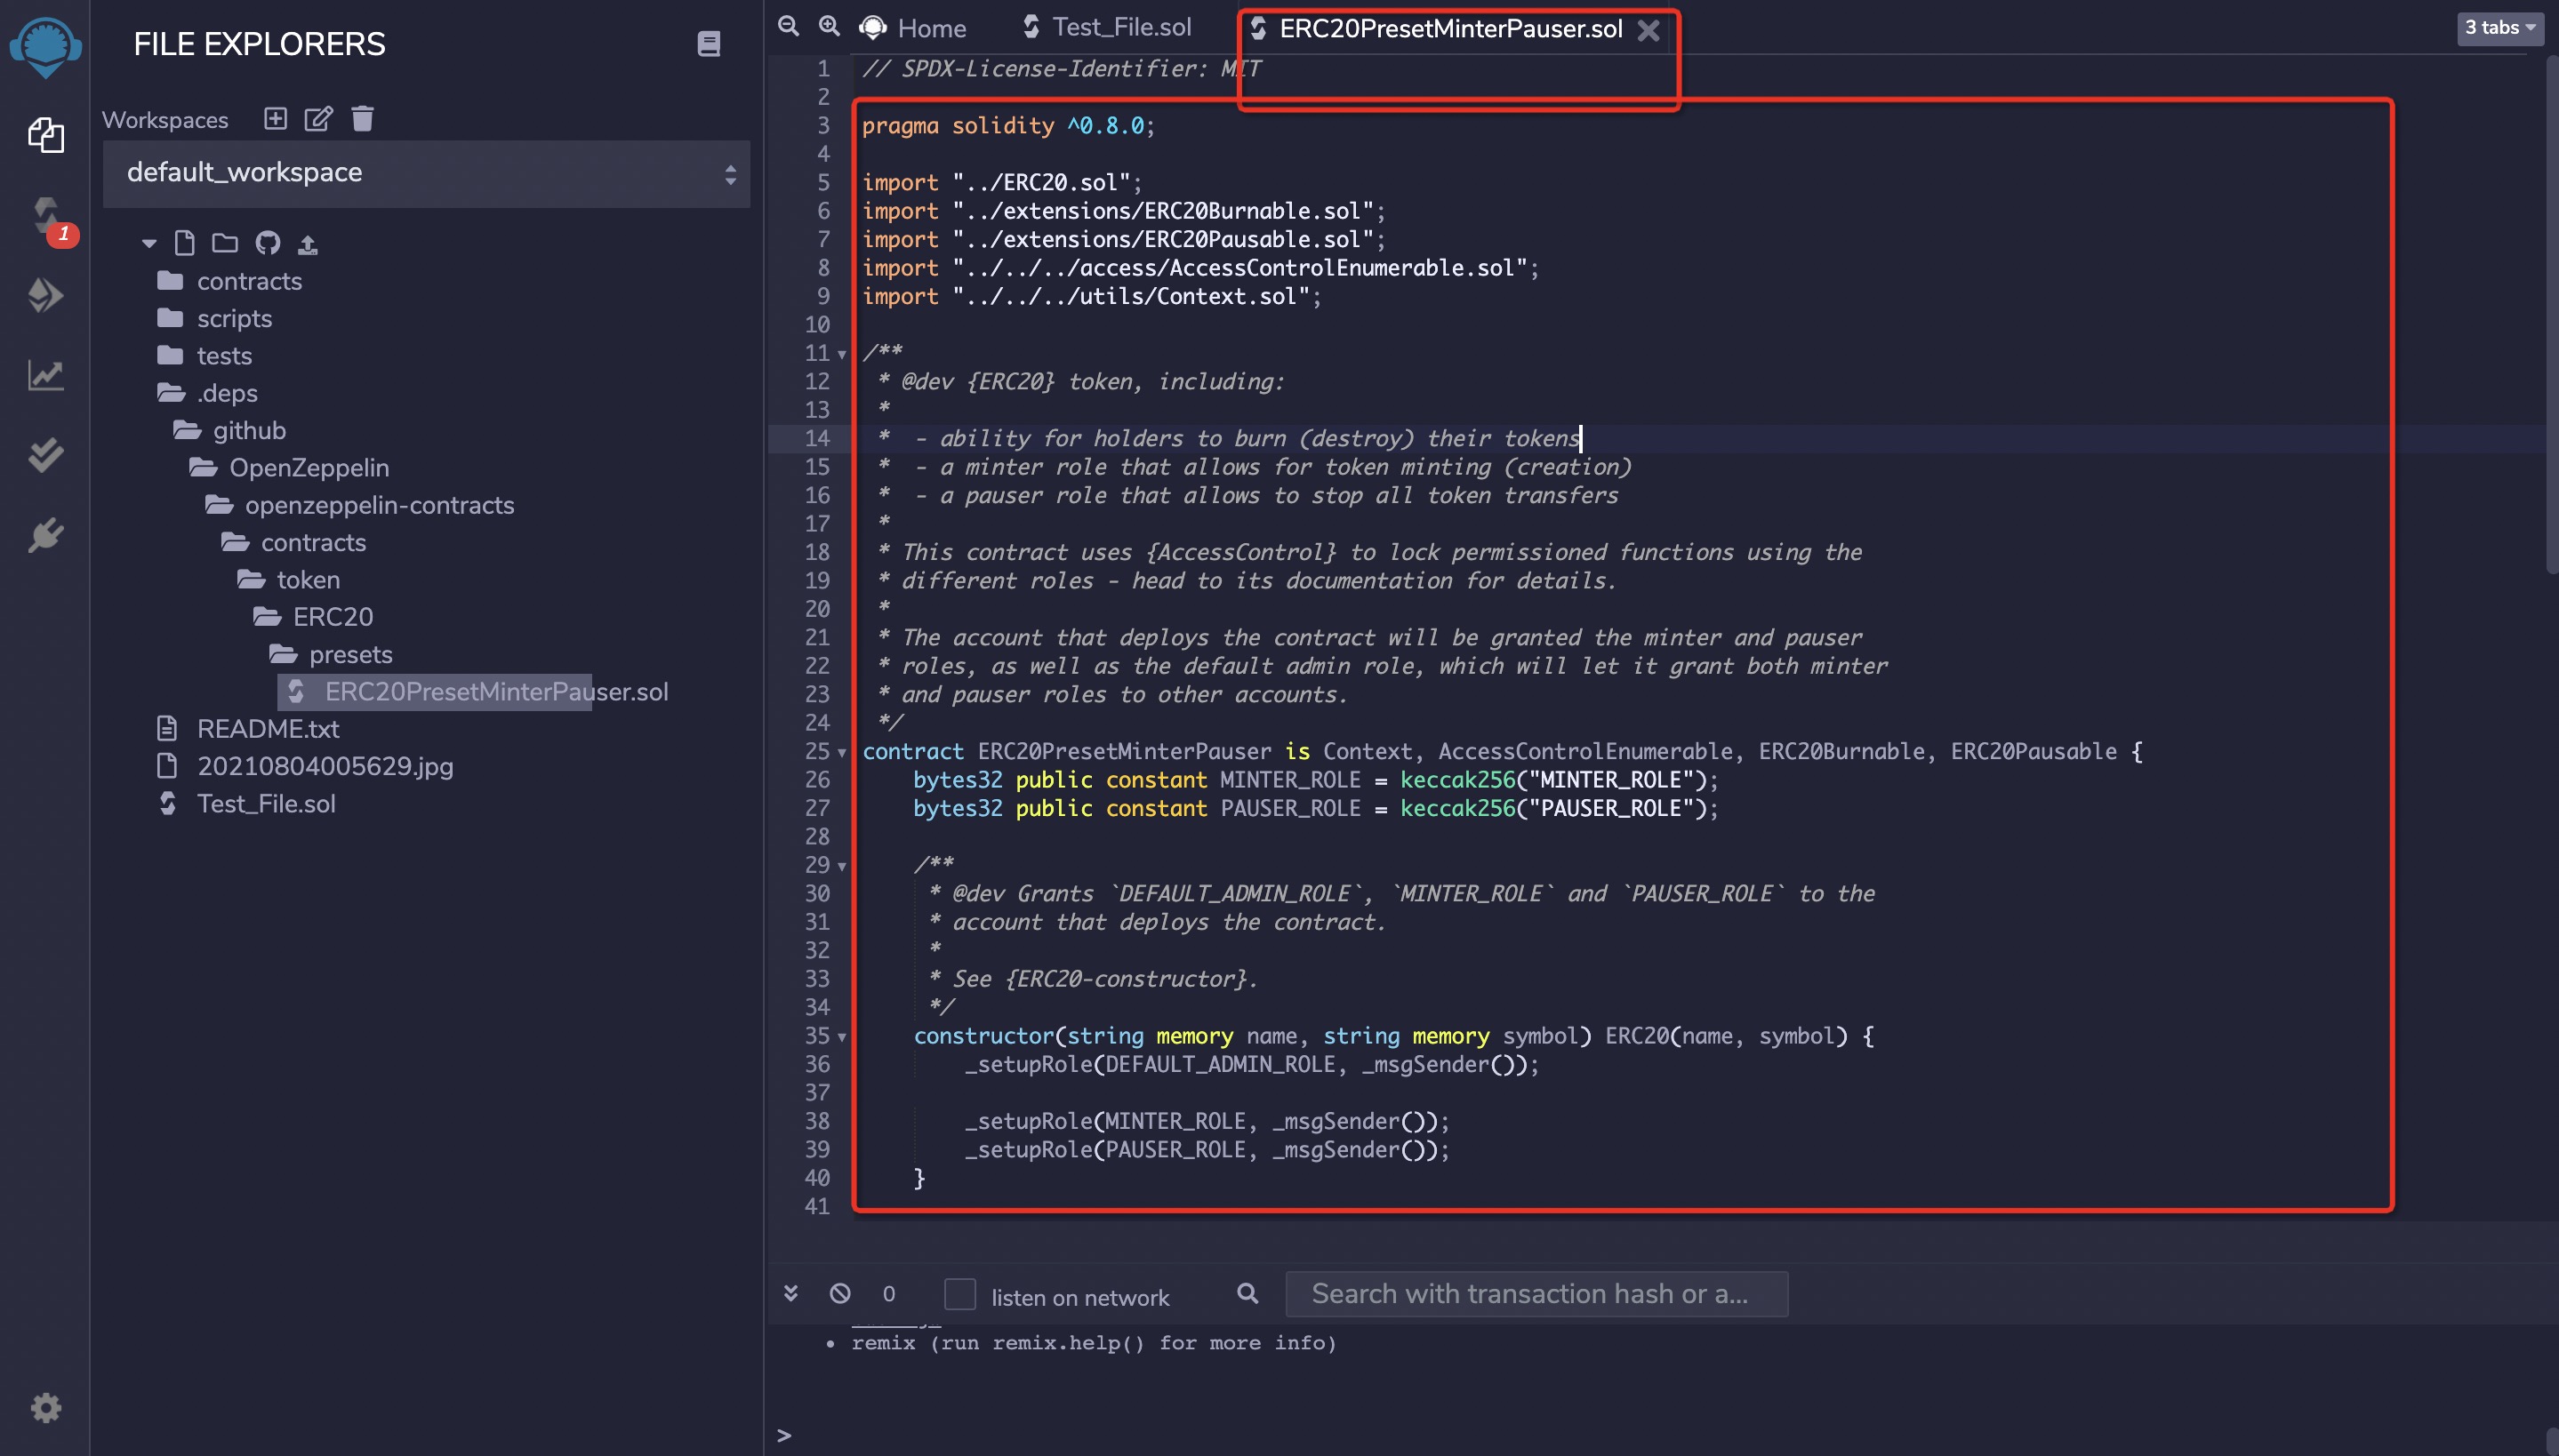 FILE EXPLORERS
Workspaces
default_workspace
1
contracts
scripts
tests
.deps
github
OpenZeppelin
openzeppelin-contracts
contracts
token
ERC20
presets
ERC20PresetMinterPauser.sol
README.txt
20210804005629.jpg
Test_File.sol
Home
Test_File.sol
ERC20PresetMinterPauser.sol
3 tabs
1 // SPDX-License-Identifier: MIT
2
3 pragma solidity ^0.8.0;
4
5 import "../ERC20.sol";
6 import "../extensions/ERC20Burnable.sol";
7 import "../extensions/ERC20Pausable.sol";
8 import "../../../access/AccessControlEnumerable.sol";
9 import "../../../utils/Context.sol";
10
11 /**
12 * @dev {ERC20} token, including:
13 *
14 * - ability for holders to burn (destroy) their tokens
15 * - a minter role that allows for token minting (creation)
16 * - a pauser role that allows to stop all token transfers
17 *
18 * This contract uses {AccessControl} to lock permissioned functions using the
19 * different roles - head to its documentation for details.
20 *
21 * The account that deploys the contract will be granted the minter and pauser
22 * roles, as well as the default admin role, which will let it grant both minter
23 * and pauser roles to other accounts.
24 */
25 contract ERC20PresetMinterPauser is Context, AccessControlEnumerable, ERC20Burnable, ERC20Pausable {
26 bytes32 public constant MINTER_ROLE = keccak256("MINTER_ROLE");
27 bytes32 public constant PAUSER_ROLE = keccak256("PAUSER_ROLE");
28
29 /**
30 * @dev Grants `DEFAULT_ADMIN_ROLE`, `MINTER_ROLE` and `PAUSER_ROLE` to the
31 * account that deploys the contract.
32 *
33 * See {ERC20-constructor}.
34 */
35 constructor(string memory name, string memory symbol) ERC20(name, symbol) {
36 _setupRole(DEFAULT_ADMIN_ROLE, _msgSender());
37
38 _setupRole(MINTER_ROLE, _msgSender());
39 _setupRole(PAUSER_ROLE, _msgSender());
40 }
41
0
listen on network
Search with transaction hash or a...
• remix (run remix.help() for more info)
>